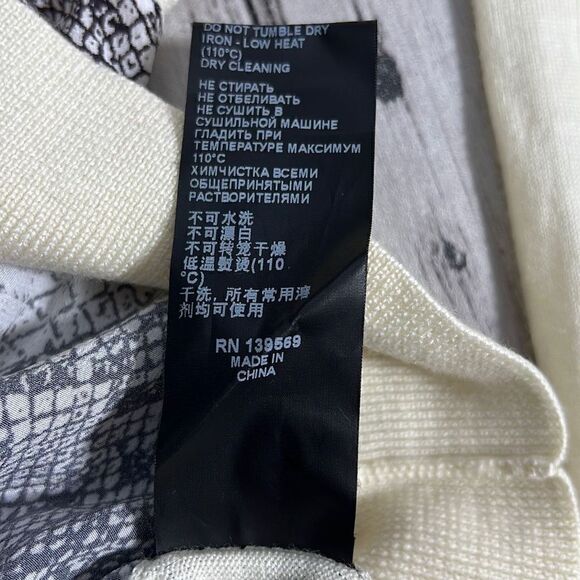 DO NOT TUMBLE DRY
IRON - LOW HEAT
(110°C)
DRY CLEANING
НЕ СТИРАТЬ
НЕ ОТБЕЛИВАТЬ
НЕ СУШИТЬ В
СУШИЛЬНОЙ МАШИНЕ
ГЛАДИТЬ ПРИ
ТЕМПЕРАТУРЕ МАКСИМУМ
110°C
ХИМЧИСТКА ВСЕМИ
ОБЩЕПРИНЯТЫМИ
РАСТВОРИТЕЛЯМИ
不可水洗
不可漂白
不可转笼干燥
低温熨烫(110
°C)
干洗，所有常用溶
剂均可使用
RN 139569
MADE IN
CHINA